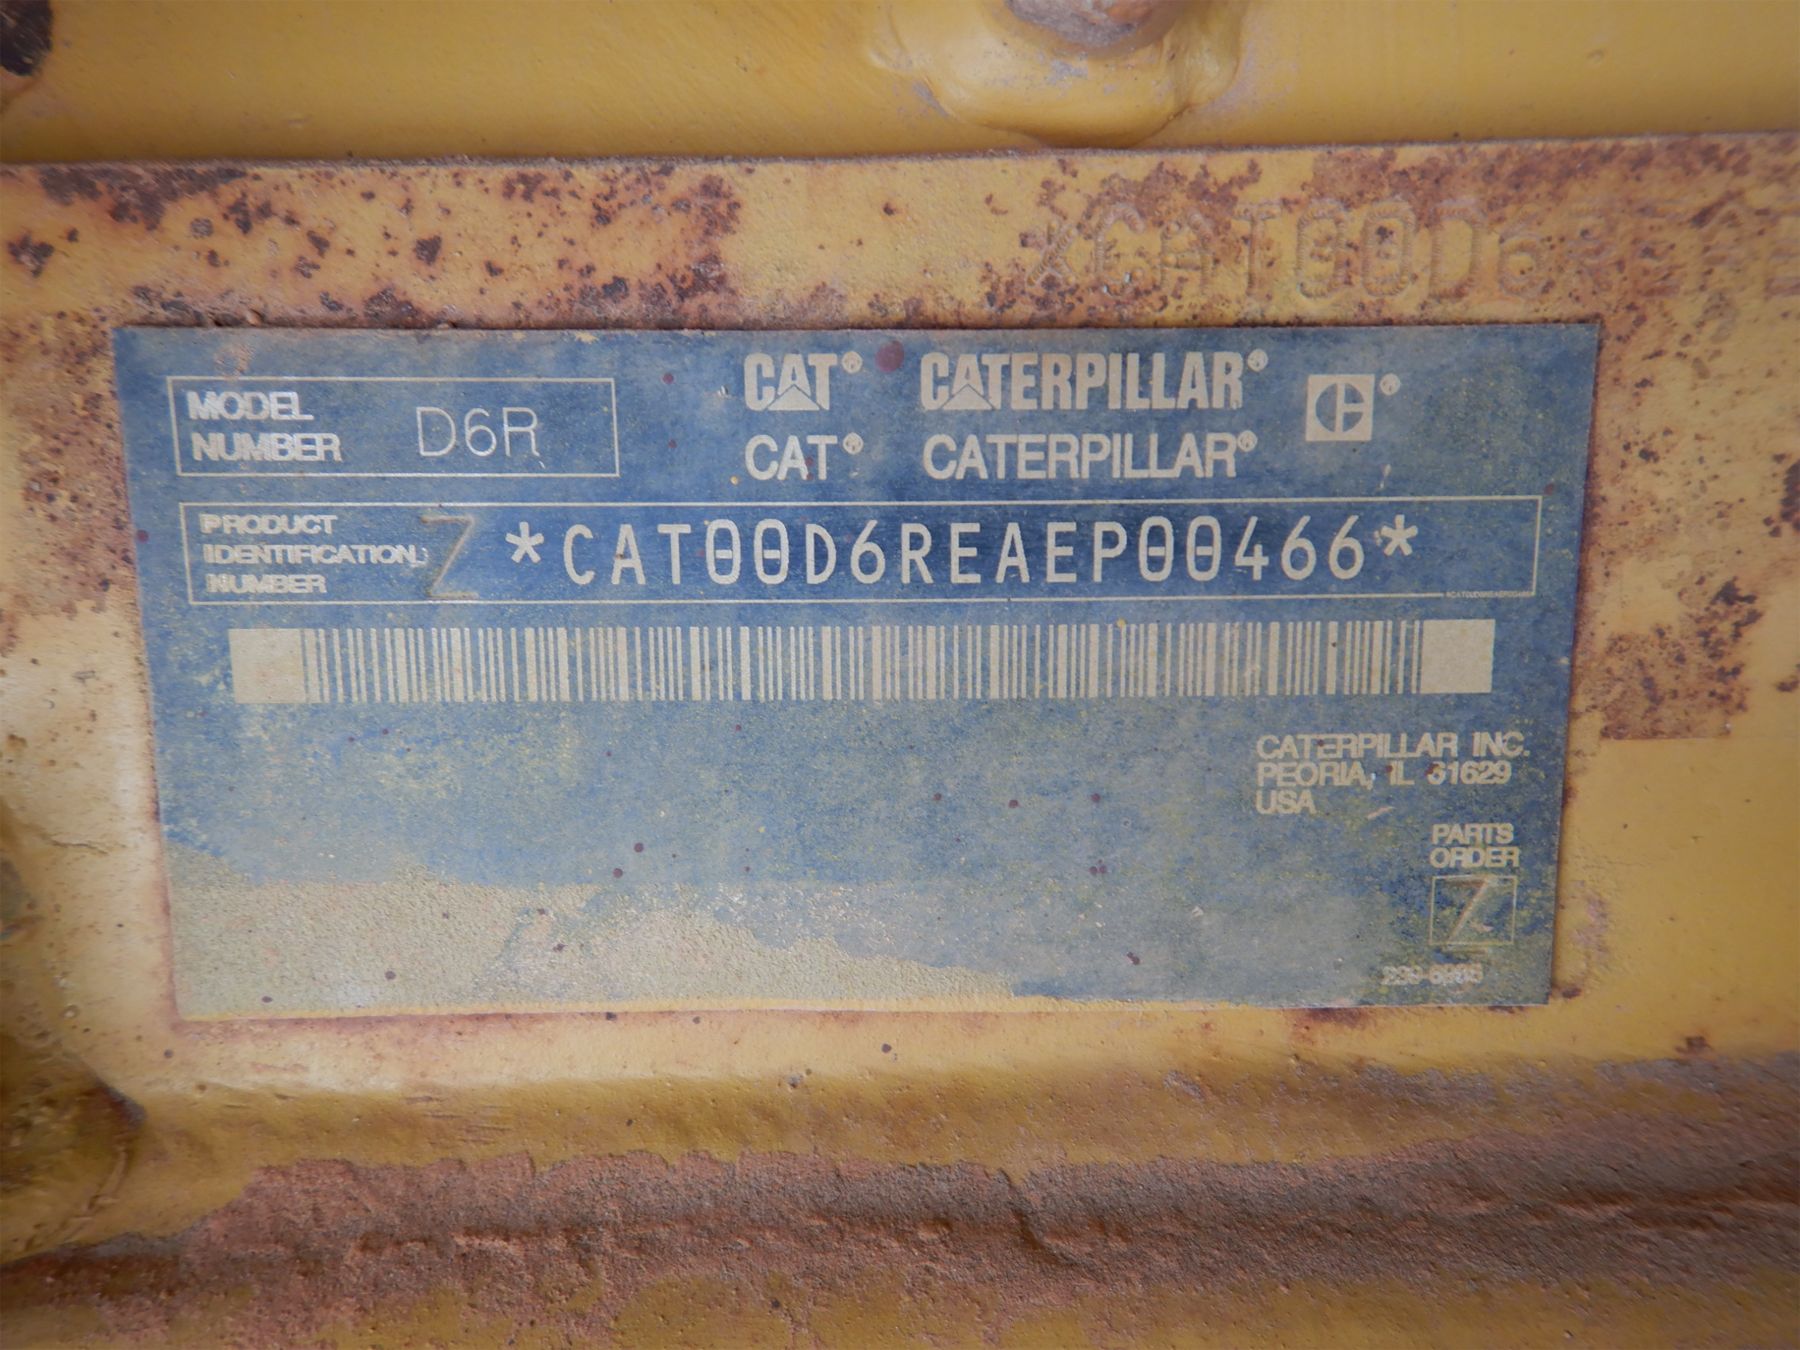 *CAT00D6REAE
MODEL
NUMBER
D6R
CAT® CATERPILLAR®
CAT® CATERPILLAR®
PRODUCT
IDENTIFICATION
NUMBER
Z *CAT00D6REAEP00466*
CATERPILLAR INC.
PEORIA, IL 61629
USA
PARTS
ORDER
Z